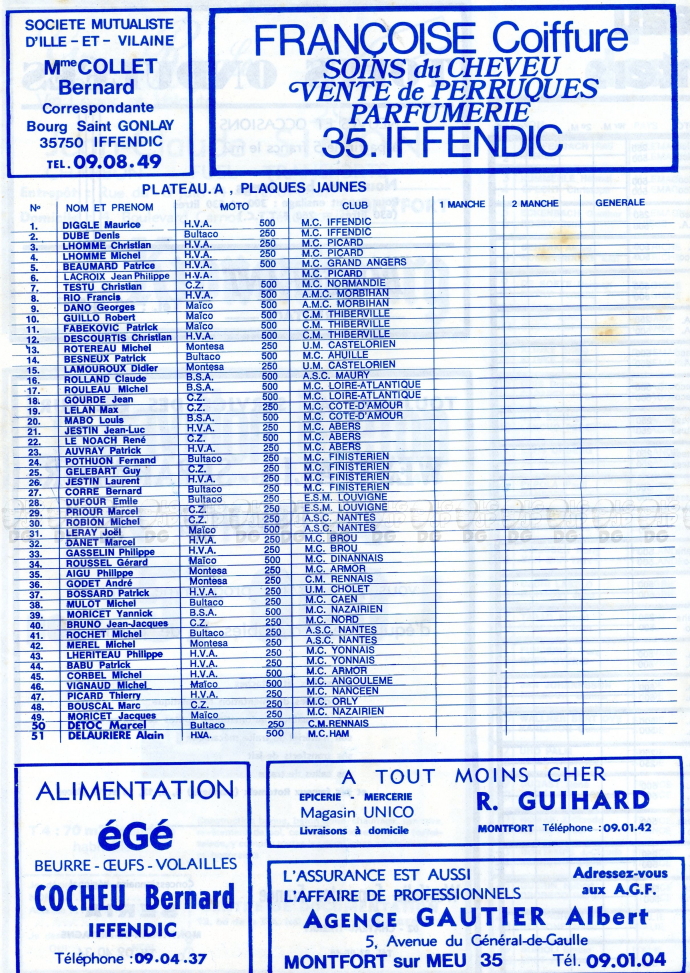 SOCIETE MUTUALISTE
D'ILLE - ET - VILAINE
Mme COLLET
Bernard
Correspondante
Bourg Saint GONLAY
35750 IFFENDIC
TEL. 09.08.49
FRANÇOISE Coiffure
SOINS du CHEVEU
VENTE de PERRUQUES
PARFUMERIE
35. IFFENDIC
PLATEAU.A , PLAQUES JAUNES
N° NOM ET PRENOM MOTO CLUB 1 MANCHE 2 MANCHE GENERALE
1. DIGGLE Maurice H.V.A. 500 M.C. IFFENDIC
2. DUBE Denis Bultaco 250 M.C. IFFENDIC
3. LHOMME Christian H.V.A. 250 M.C. PICARD
4. LHOMME Michel H.V.A. 250 M.C. PICARD
5. BEAUMARD Patrice H.V.A. 500 M.C. GRAND ANGERS
6. LACROIX Jean Philippe H.V.A. M.C. PICARD
7. TESTU Christian C.Z. 500 M.C. NORMANDIE
8. RIO Francis H.V.A. 500 A.M.C. MORBIHAN
9. DANO Georges Maïco 500 A.M.C. MORBIHAN
10. GUILLO Robert Maïco 500 C.M. THIBERVILLE
11. FABEKOVIC Patrick Maïco 500 C.M. THIBERVILLE
12. DESCOURTIS Christian H.V.A. 500 C.M. THIBERVILLE
13. ROTEREAU Michel Montesa 250 U.M. CASTELORIEN
14. BESNEUX Patrick Bultaco 500 M.C. AHUILLE
15. LAMOUROUX Didier Montesa 250 U.M. CASTELORIEN
16. ROLLAND Claude B.S.A. 500 A.S.C. MAURY
17. ROULEAU Michel B.S.A. 500 M.C. LOIRE-ATLANTIQUE
18. GOURDE Jean C.Z. 250 M.C. LOIRE-ATLANTIQUE
19. LELAN Max C.Z. 250 M.C. COTE-D'AMOUR
20. MABO Louis B.S.A. 500 M.C. COTE-D'AMOUR
21. JESTIN Jean-Luc H.V.A. 250 M.C. ABERS
22. LE NOACH René C.Z. 250 M.C. ABERS
23. AUVRAY Patrick H.V.A. 250 M.C. ABERS
24. POTHUON Fernand Bultaco 250 M.C. FINISTERIEN
25. GELEBART Guy C.Z. 250 M.C. FINISTERIEN
26. JESTIN Laurent H.V.A. 250 M.C. FINISTERIEN
27. CORRE Bernard Bultaco 250 M.C. FINISTERIEN
28. DUFOUR Emile Bultaco 250 E.S.M. LOUVIGNE
29. PRIOUR Marcel C.Z. 250 E.S.M. LOUVIGNE
30. ROBION Michel C.Z. 250 A.S.C. NANTES
31. LERAY Joël Maïco 500 A.S.C. NANTES
32. DANET Marcel H.V.A. 250 M.C. BROU
33. GASSELIN Philippe H.V.A. 250 M.C. BROU
34. ROUSSEL Gérard Maïco 500 M.C. DINANNAIS
35. AIGU Philippe Montesa 250 M.C. ARMOR
36. GODET André Montesa 250 C.M. RENNAIS
37. BOSSARD Patrick H.V.A. 250 U.M. CHOLET
38. MULOT Michel Bultaco 250 M.C. CAEN
39. MORICET Yannick B.S.A. 500 M.C. NAZAIRIEN
40. BRUNO Jean-Jacques C.Z. 250 M.C. NORD
41. ROCHET Michel Bultaco 250 A.S.C. NANTES
42. MEREL Michel Montesa 250 A.S.C. NANTES
43. LHERITEAU Philippe H.V.A. 250 M.C. YONNAIS
44. BABU Patrick H.V.A. 250 M.C. YONNAIS
45. CORBEL Michel H.V.A. 250 M.C. ARMOR
46. VIGNAUD Michel Maïco 500 M.C. ANGOULEME
47. PICARD Thierry H.V.A. 250 M.C. NANCEEN
48. BOUSCAL Marc C.Z. 250 M.C. ORLY
49. MORICET Jacques Maïco 250 M.C. NAZAIRIEN
50 DETOC Marcel Bultaco 250 C.M.RENNAIS
51 DELAURIERE Alain H.V.A. 500 M.C. HAM
ALIMENTATION
éGé
BEURRE - ŒUFS - VOLAILLES
COCHEU Bernard
IFFENDIC
Téléphone : 09.04.37
A TOUT MOINS CHER
EPICERIE - MERCERIE
Magasin UNICO
Livraisons à domicile
R. GUIHARD
MONTFORT Téléphone : 09.01.42
L'ASSURANCE EST AUSSI
L'AFFAIRE DE PROFESSIONNELS
Adressez-vous
aux A.G.F.
AGENCE GAUTIER Albert
5, Avenue du Général-de-Gaulle
MONTFORT sur MEU 35 Tél. 09.01.04